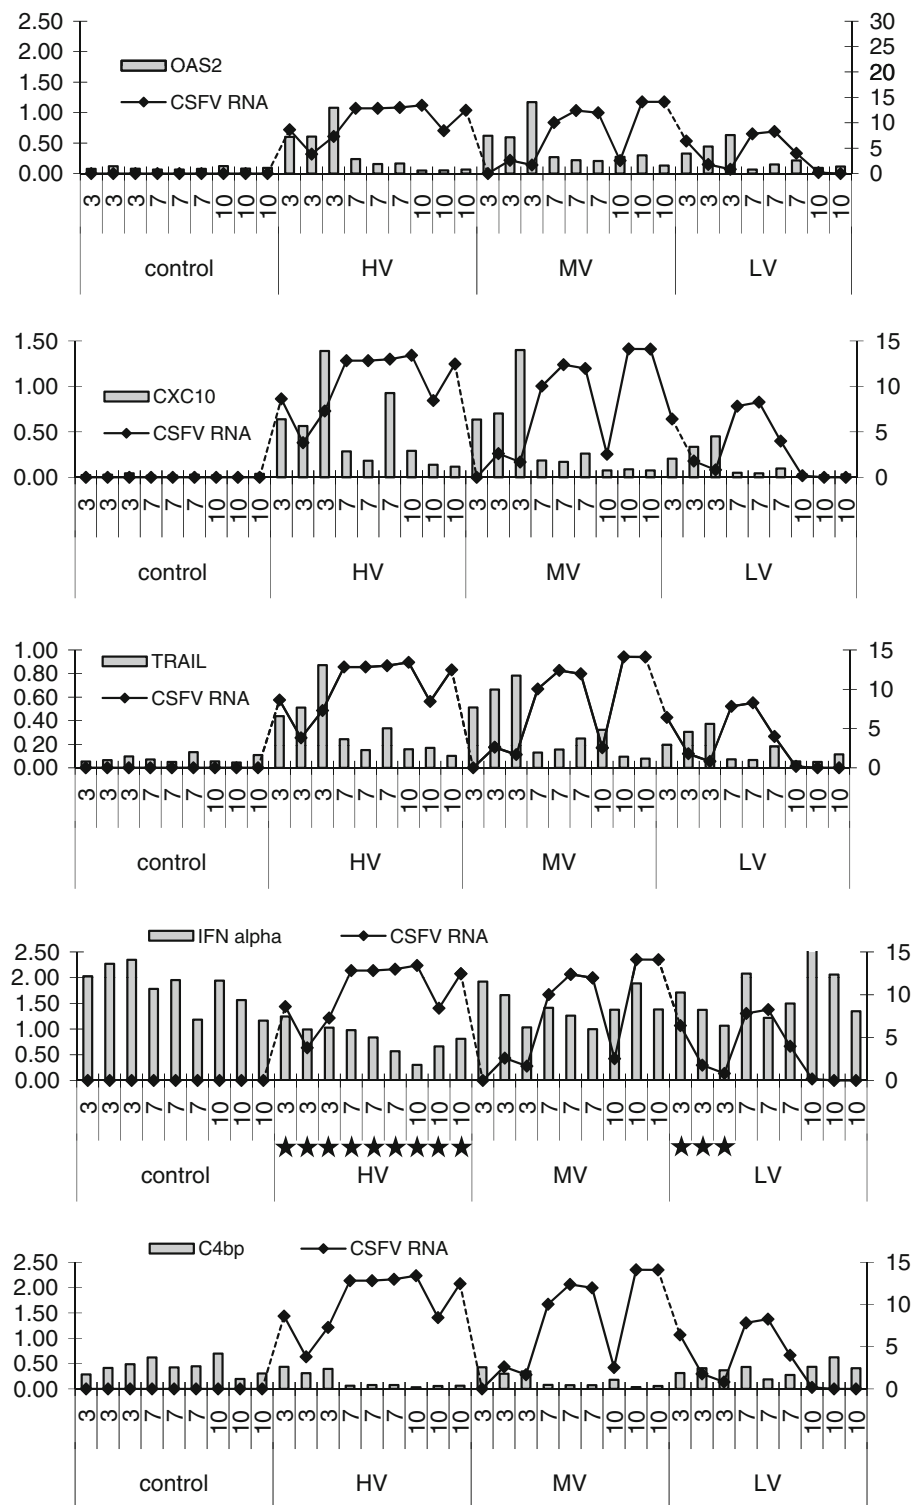 2.50 30
2.00 25
20
1.50 15
1.00 10
0.50 5
0.00 0
OAS2
CSFV RNA
3 3 3 7 7 7 10 10 10 3 3 3 7 7 7 10 10 10 3 3 3 7 7 7 10 10 10 3 3 3 7 7 7 10 10
control HV MV LV
1.50 15
1.00 10
0.50 5
0.00 0
CXC10
CSFV RNA
3 3 3 7 7 7 10 10 10 3 3 3 7 7 7 10 10 10 3 3 3 7 7 7 10 10 10 3 3 3 7 7 7 10 10 10
control HV MV LV
1.00 15
0.80
0.60 10
0.40 5
0.20
0.00 0
TRAIL
CSFV RNA
3 3 3 7 7 7 10 10 10 3 3 3 7 7 7 10 10 10 3 3 3 7 7 7 10 10 10 3 3 3 7 7 7 10 10 10
control HV MV LV
IFN alpha CSFV RNA
2.50 15
2.00
1.50 10
1.00
0.50 5
0.00 0
3 3 3 7 7 7 10 10 10 3 3 3 7 7 7 10 10 10 3 3 3 7 7 7 10 10 10 3 3 3 7 7 7 10 10 10
★★★★★★★★★ ★★★
control HV MV LV
C4bp CSFV RNA
2.50 15
2.00
1.50 10
1.00
0.50 5
0.00 0
3 3 3 7 7 7 10 10 10 3 3 3 7 7 7 10 10 10 3 3 3 7 7 7 10 10 10 3 3 3 7 7 7 10 10 10
control HV MV LV